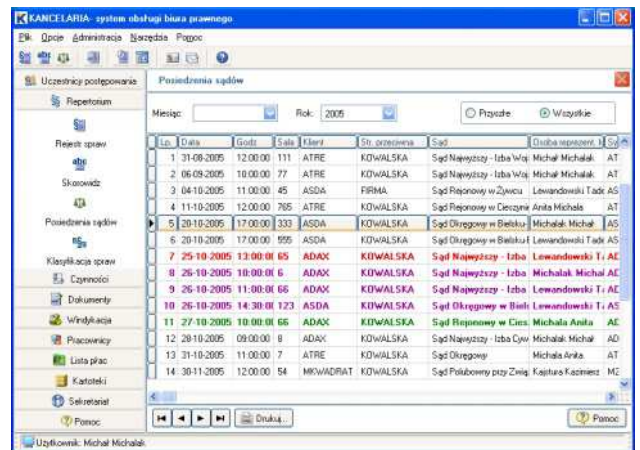 KANCELARIA- system obsługi biura prawnego
Plik Opcje Administracja Narzędzia Pomoc
Uczestnicy postępowania
Repertorium
Rejestr spraw
Skorowidz
Posiedzenia sądów
Klasyfikacja spraw
Czynności
Dokumenty
Windykacja
Pracownicy
Lista płac
Kartoteki
Sekretariat
Pomoc
Posiedzenia sądów
Miesiąc: Rok: 2005 Przyszłe Wszystkie
Lp. Data Godz Sala Klient Str. przeciwna Sąd Osoba reprezent. Sy
1 31-08-2005 12:00:00 111 ATRE KOWALSKA Sąd Najwyższy - Izba Woj Michał Michalak AT
2 06-09-2005 10:00:00 77 ATRE KOWALSKA Sąd Najwyższy - Izba Woj Michał Michalak AT
3 04-10-2005 11:00:00 45 ASDA FIRMA Sąd Rejonowy w Żywcu Lewandowski Tade AS
4 11-10-2005 12:00:00 765 ATRE KOWALSKA Sąd Rejonowy w Cieszynie Anita Michala AT
5 20-10-2005 17:00:00 333 ASDA KOWALSKA Sąd Okręgowy w Bielsku- Michalak Michał AS
6 20-10-2005 17:00:00 555 ASDA KOWALSKA Sąd Okręgowy w Bielsku-B Lewandowski Tade AS
7 25-10-2005 13:00:00 65 ADAX KOWALSKA Sąd Najwyższy - Izba Lewandowski Ta AD
8 26-10-2005 10:00:00 6 ADAX KOWALSKA Sąd Najwyższy - Izba Michalak Michał AD
9 26-10-2005 11:00:00 66 ADAX KOWALSKA Sąd Najwyższy - Izba Lewandowski Ta AD
10 26-10-2005 14:30:00 123 ASDA KOWALSKA Sąd Okręgowy w Biels Lewandowski Ta AS
11 27-10-2005 10:00:00 66 ADAX KOWALSKA Sąd Rejonowy w Cies Michala Anita AD
12 28-10-2005 09:00:00 8 ADAX KOWALSKA Sąd Najwyższy - Izba Cyw Michalak Michał AD
13 31-10-2005 11:00:00 7 ATRE KOWALSKA Sąd Okręgowy Michala Anita AT
14 30-11-2005 12:00:00 54 MKWADRAT KOWALSKA Sąd Polubowny przy Zwią Kajstura Kazimierz M2
Drukuj... Pomoc
Użytkownik: Michał Michalak